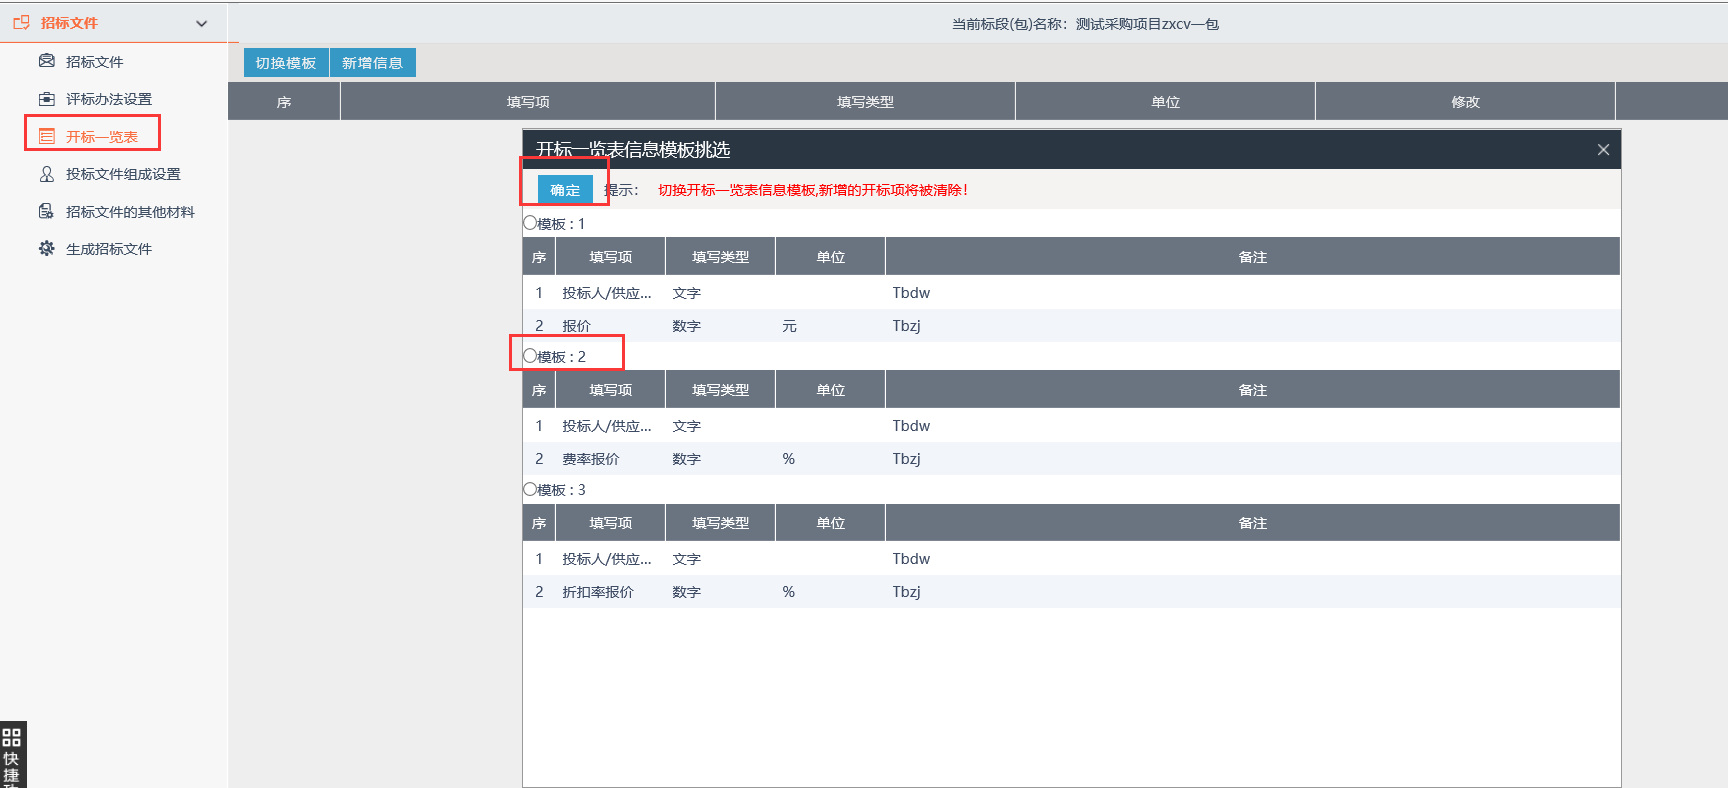 招标文件
当前标段(包)名称：测试采购项目zxcv一包
招标文件
评标办法设置
开标一览表
投标文件组成设置
招标文件的其他材料
生成招标文件
切换模板 新增信息
序 填写项 填写类型 单位 修改
开标一览表信息模板挑选
确定 提示： 切换开标一览表信息模板,新增的开标项将被清除!
模板：1
序 填写项 填写类型 单位 备注
1 投标人/供应... 文字 Tbdw
2 报价 数字 元 Tbzj
模板：2
序 填写项 填写类型 单位 备注
1 投标人/供应... 文字 Tbdw
2 费率报价 数字 % Tbzj
模板：3
序 填写项 填写类型 单位 备注
1 投标人/供应... 文字 Tbdw
2 折扣率报价 数字 % Tbzj
快
捷